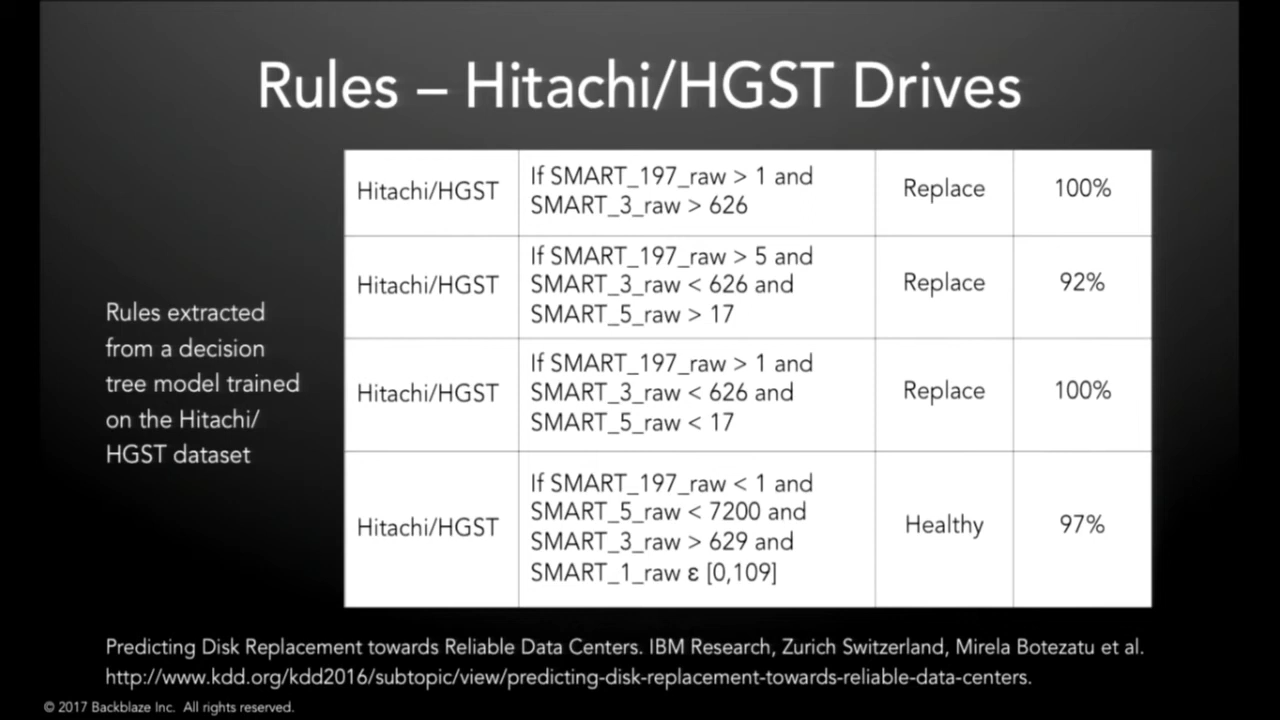 Rules – Hitachi/HGST Drives
Rules extracted
from a decision
tree model trained
on the Hitachi/
HGST dataset
Hitachi/HGST
If SMART_197_raw > 1 and
SMART_3_raw > 626
Replace
100%
Hitachi/HGST
If SMART_197_raw > 5 and
SMART_3_raw < 626 and
SMART_5_raw > 17
Replace
92%
Hitachi/HGST
If SMART_197_raw > 1 and
SMART_3_raw < 626 and
SMART_5_raw < 17
Replace
100%
Hitachi/HGST
If SMART_197_raw < 1 and
SMART_5_raw < 7200 and
SMART_3_raw > 629 and
SMART_1_raw ε [0,109]
Healthy
97%
Predicting Disk Replacement towards Reliable Data Centers. IBM Research, Zurich Switzerland, Mirela Botezatu et al.
http://www.kdd.org/kdd2016/subtopic/view/predicting-disk-replacement-towards-reliable-data-centers.
© 2017 Backblaze Inc. All rights reserved.